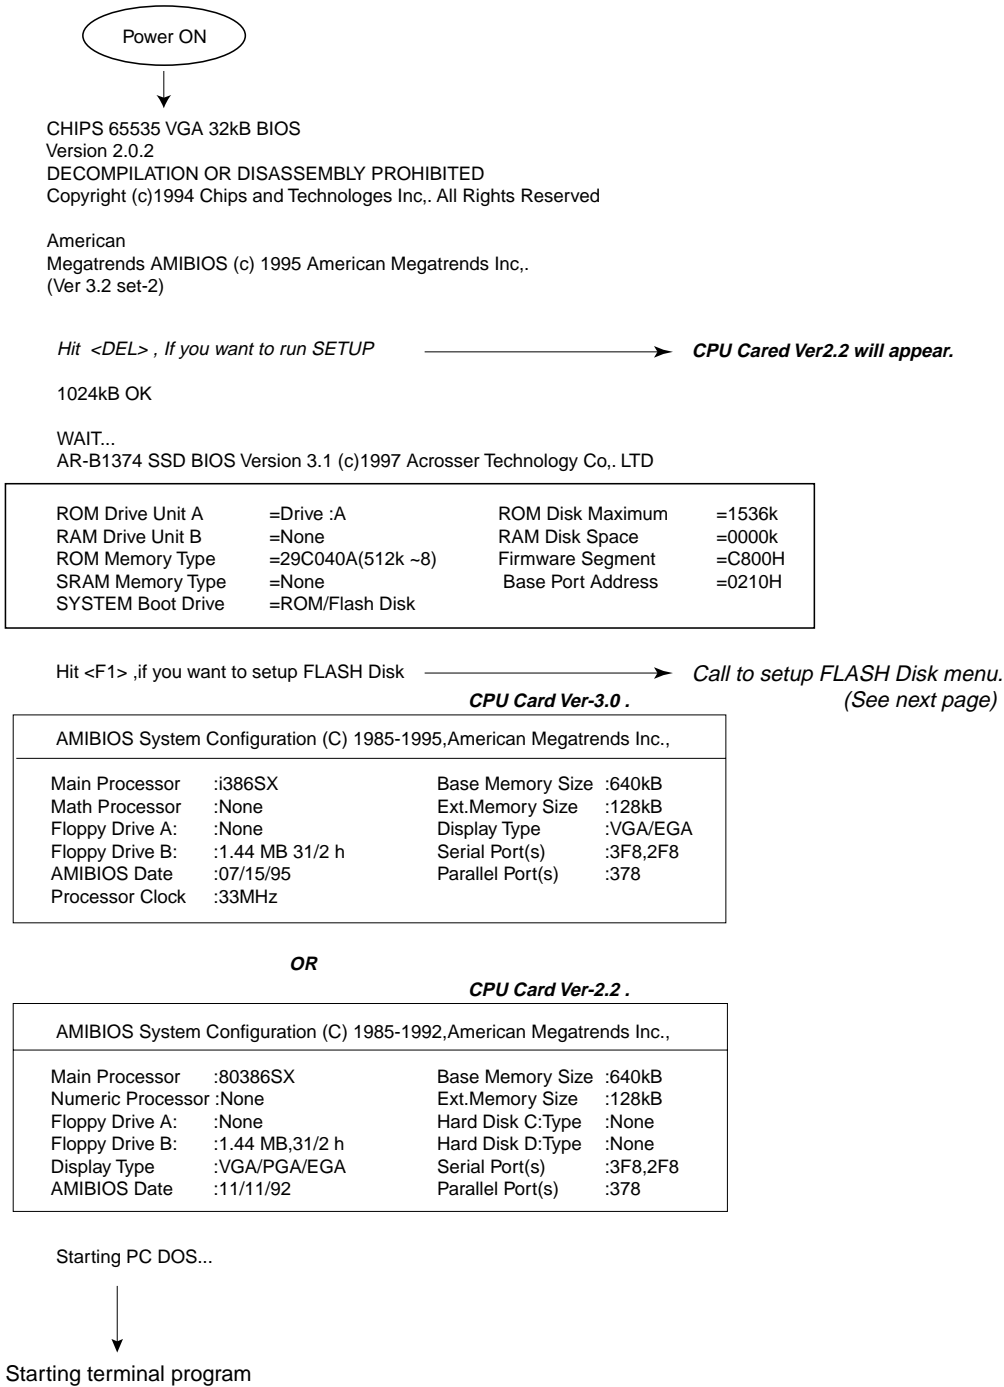 Power ON
CHIPS 65535 VGA 32kB BIOS
Version 2.0.2
DECOMPILATION OR DISASSEMBLY PROHIBITED
Copyright (c)1994 Chips and Technologes Inc,. All Rights Reserved
American
Megatrends AMIBIOS (c) 1995 American Megatrends Inc,.
(Ver 3.2 set-2)
Hit <DEL> , If you want to run SETUP CPU Cared Ver2.2 will appear.
1024kB OK
WAIT...
AR-B1374 SSD BIOS Version 3.1 (c)1997 Acrosser Technology Co,. LTD
ROM Drive Unit A =Drive :A ROM Disk Maximum =1536k
RAM Drive Unit B =None RAM Disk Space =0000k
ROM Memory Type =29C040A(512k ~8) Firmware Segment =C800H
SRAM Memory Type =None Base Port Address =0210H
SYSTEM Boot Drive =ROM/Flash Disk
Hit <F1> ,if you want to setup FLASH Disk Call to setup FLASH Disk menu.
(See next page)
CPU Card Ver-3.0 .
AMIBIOS System Configuration (C) 1985-1995,American Megatrends Inc.,
Main Processor :i386SX Base Memory Size :640kB
Math Processor :None Ext.Memory Size :128kB
Floppy Drive A: :None Display Type :VGA/EGA
Floppy Drive B: :1.44 MB 31/2 h Serial Port(s) :3F8,2F8
AMIBIOS Date :07/15/95 Parallel Port(s) :378
Processor Clock :33MHz
OR
CPU Card Ver-2.2 .
AMIBIOS System Configuration (C) 1985-1992,American Megatrends Inc.,
Main Processor :80386SX Base Memory Size :640kB
Numeric Processor :None Ext.Memory Size :128kB
Floppy Drive A: :None Hard Disk C:Type :None
Floppy Drive B: :1.44 MB,31/2 h Hard Disk D:Type :None
Display Type :VGA/PGA/EGA Serial Port(s) :3F8,2F8
AMIBIOS Date :11/11/92 Parallel Port(s) :378
Starting PC DOS...
Starting terminal program